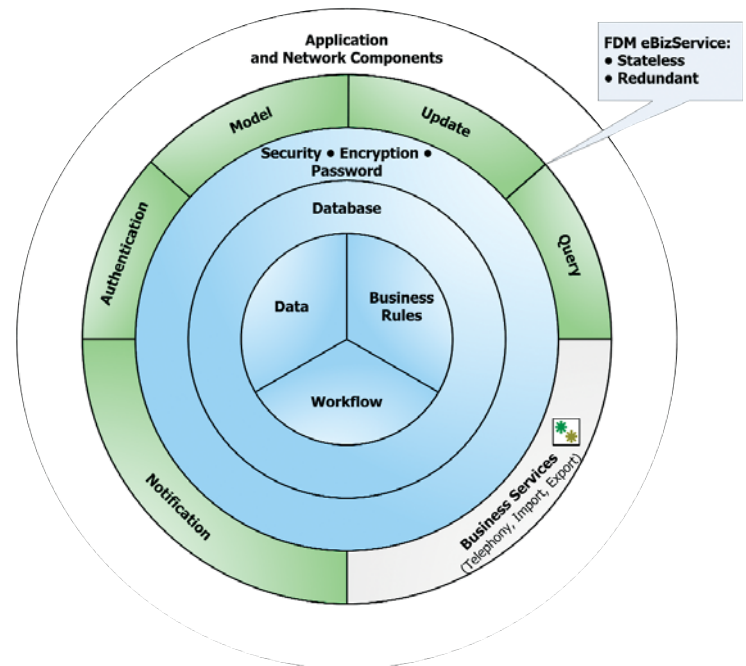 Application
and Network Components
FDM eBizService:
• Stateless
• Redundant
Model
Update
Security • Encryption •
Password
Authentication
Database
Query
Data
Business
Rules
Workflow
Notification
Business Services
(Telephony, Import, Export)